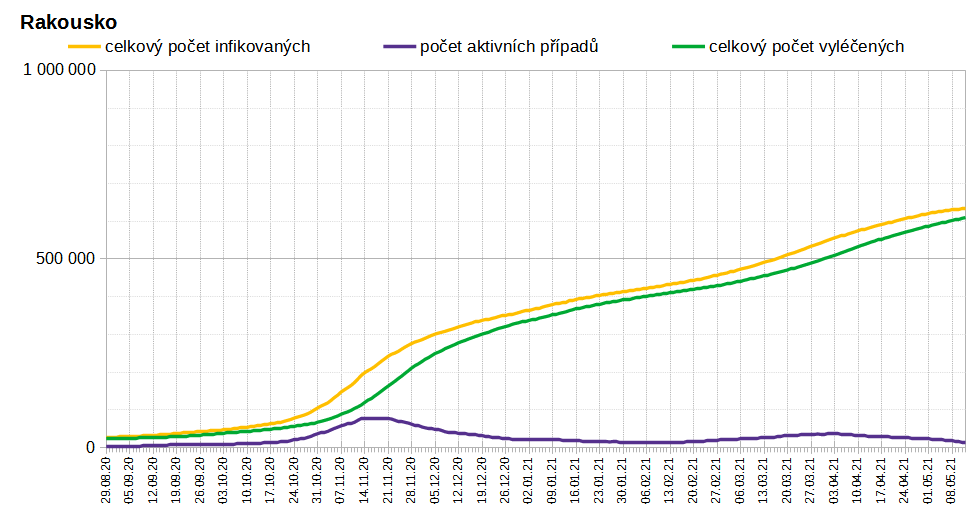 Rakousko
celkový počet infikovaných počet aktivních případů celkový počet vyléčených
1 000 000
500 000
0
29.08.20 05.09.20 12.09.20 19.09.20 26.09.20 03.10.20 10.10.20 17.10.20 24.10.20 31.10.20 07.11.20 14.11.20 21.11.20 28.11.20 05.12.20 12.12.20 19.12.20 26.12.20 02.01.21 09.01.21 16.01.21 23.01.21 30.01.21 06.02.21 13.02.21 20.02.21 27.02.21 06.03.21 13.03.21 20.03.21 27.03.21 03.04.21 10.04.21 17.04.21 24.04.21 01.05.21 08.05.21